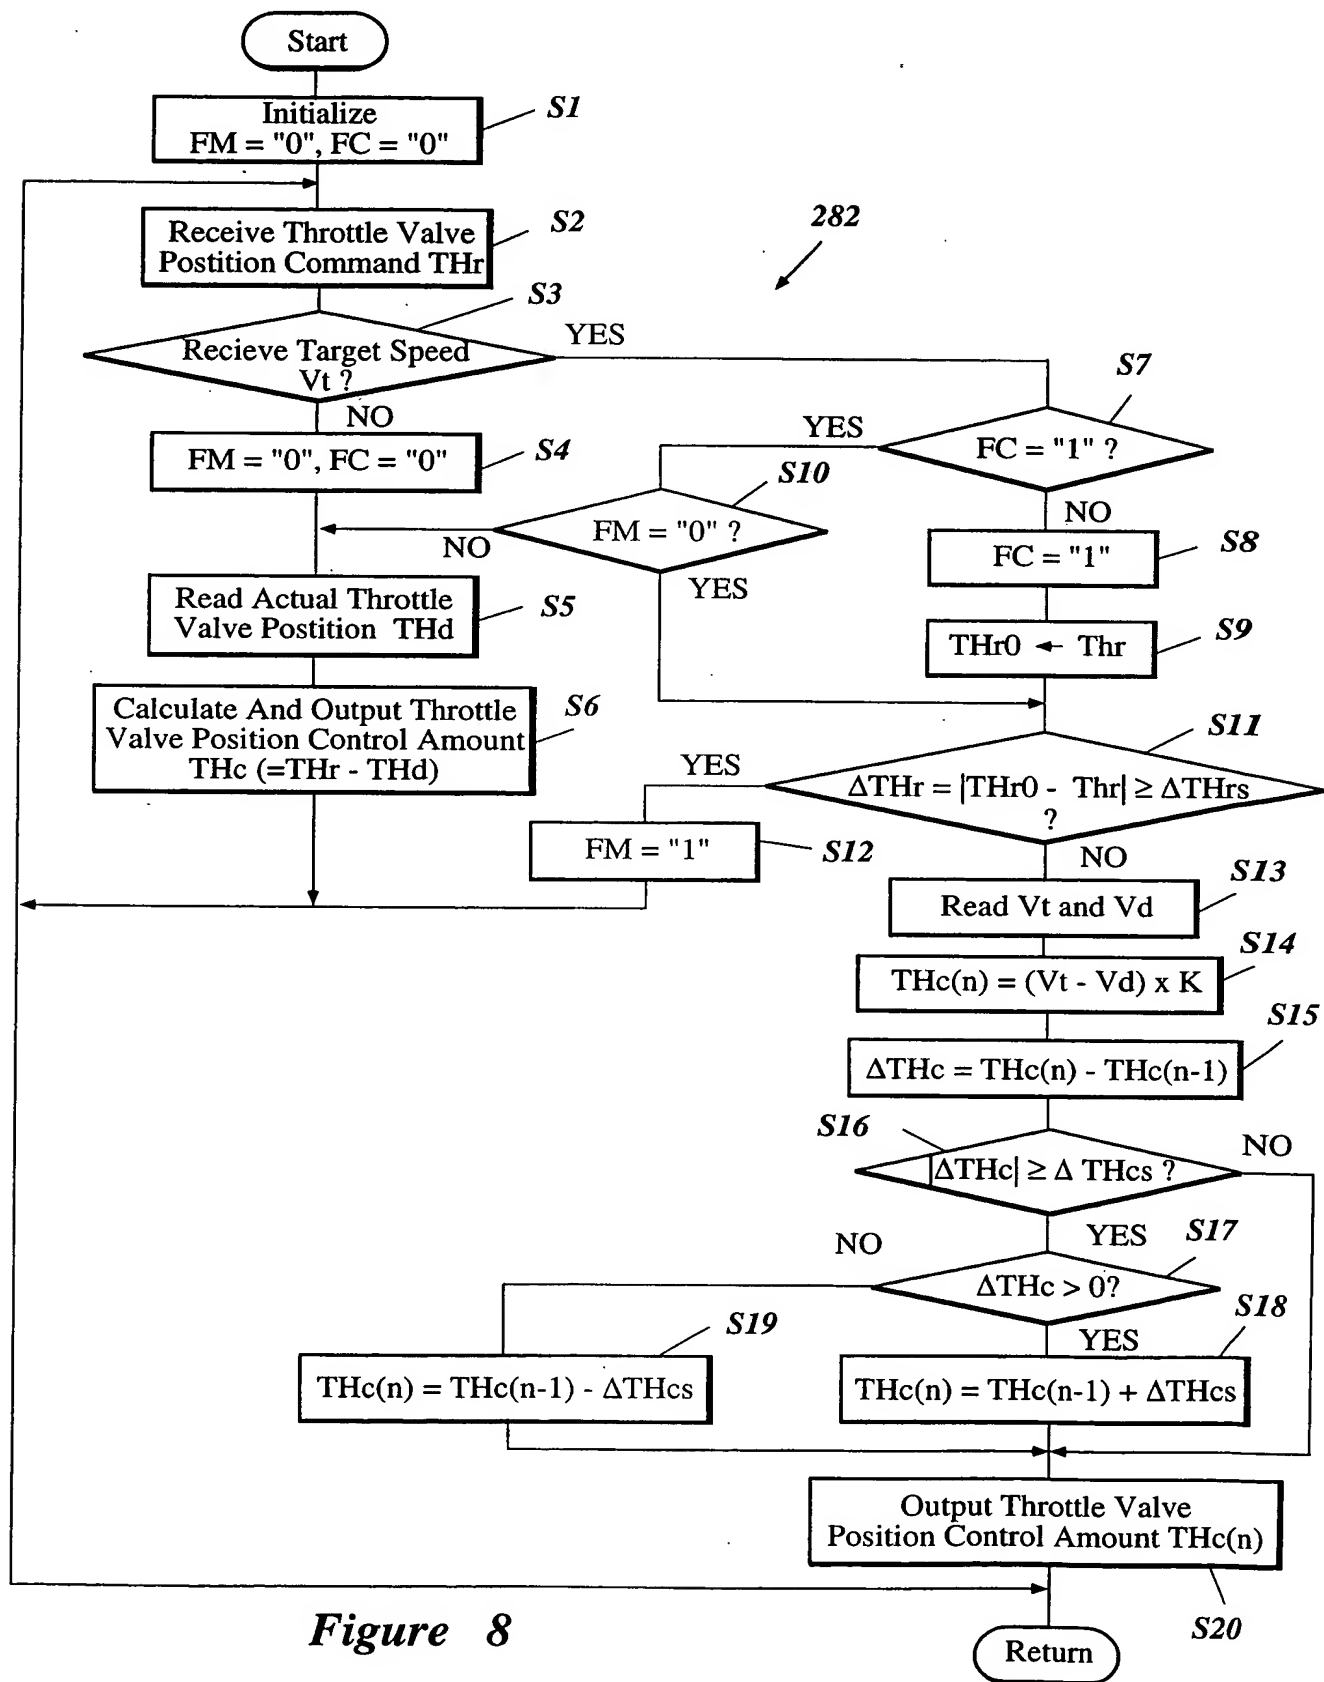 Start
Initialize
FM = "0", FC = "0"
S1
Receive Throttle Valve
Postition Command THr
S2
282
Recieve Target Speed
Vt ?
S3
YES
NO
FM = "0", FC = "0"
S4
FC = "1" ?
S7
YES
NO
FM = "0" ?
S10
NO
YES
FC = "1"
S8
Read Actual Throttle
Valve Postition THd
S5
THr0 ← Thr
S9
Calculate And Output Throttle
Valve Position Control Amount
THc (=THr - THd)
S6
ΔTHr = |THr0 - Thr| ≥ ΔTHrs
?
S11
YES
NO
FM = "1"
S12
Read Vt and Vd
S13
THc(n) = (Vt - Vd) x K
S14
ΔTHc = THc(n) - THc(n-1)
S15
|ΔTHc| ≥ Δ THcs ?
S16
NO
YES
ΔTHc > 0?
S17
NO
YES
THc(n) = THc(n-1) - ΔTHcs
S19
THc(n) = THc(n-1) + ΔTHcs
S18
Output Throttle Valve
Position Control Amount THc(n)
S20
Return
Figure 8